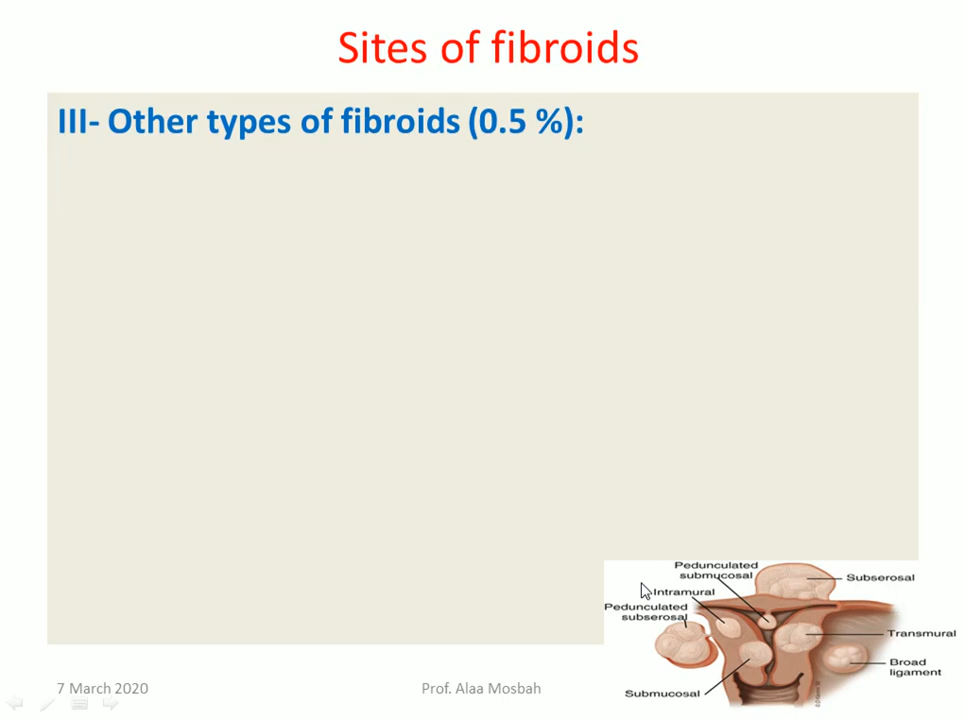 Sites of fibroids
III- Other types of fibroids (0.5 %):
Pedunculated
submucosal
Subserosal
Intramural
Pedunculated
subserosal
Transmural
Broad
ligament
Submucosal
7 March 2020
Prof. Alaa Mosbah